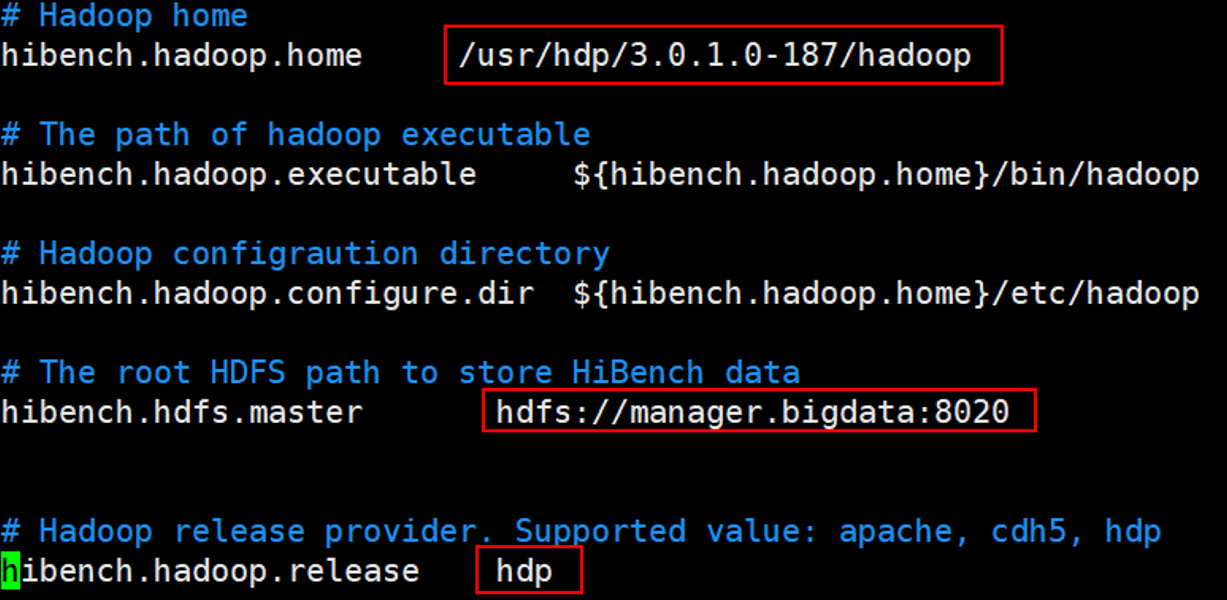 # Hadoop home
hibench.hadoop.home /usr/hdp/3.0.1.0-187/hadoop
# The path of hadoop executable
hibench.hadoop.executable ${hibench.hadoop.home}/bin/hadoop
# Hadoop configraution directory
hibench.hadoop.configure.dir ${hibench.hadoop.home}/etc/hadoop
# The root HDFS path to store HiBench data
hibench.hdfs.master hdfs://manager.bigdata:8020
# Hadoop release provider. Supported value: apache, cdh5, hdp
hibench.hadoop.release hdp